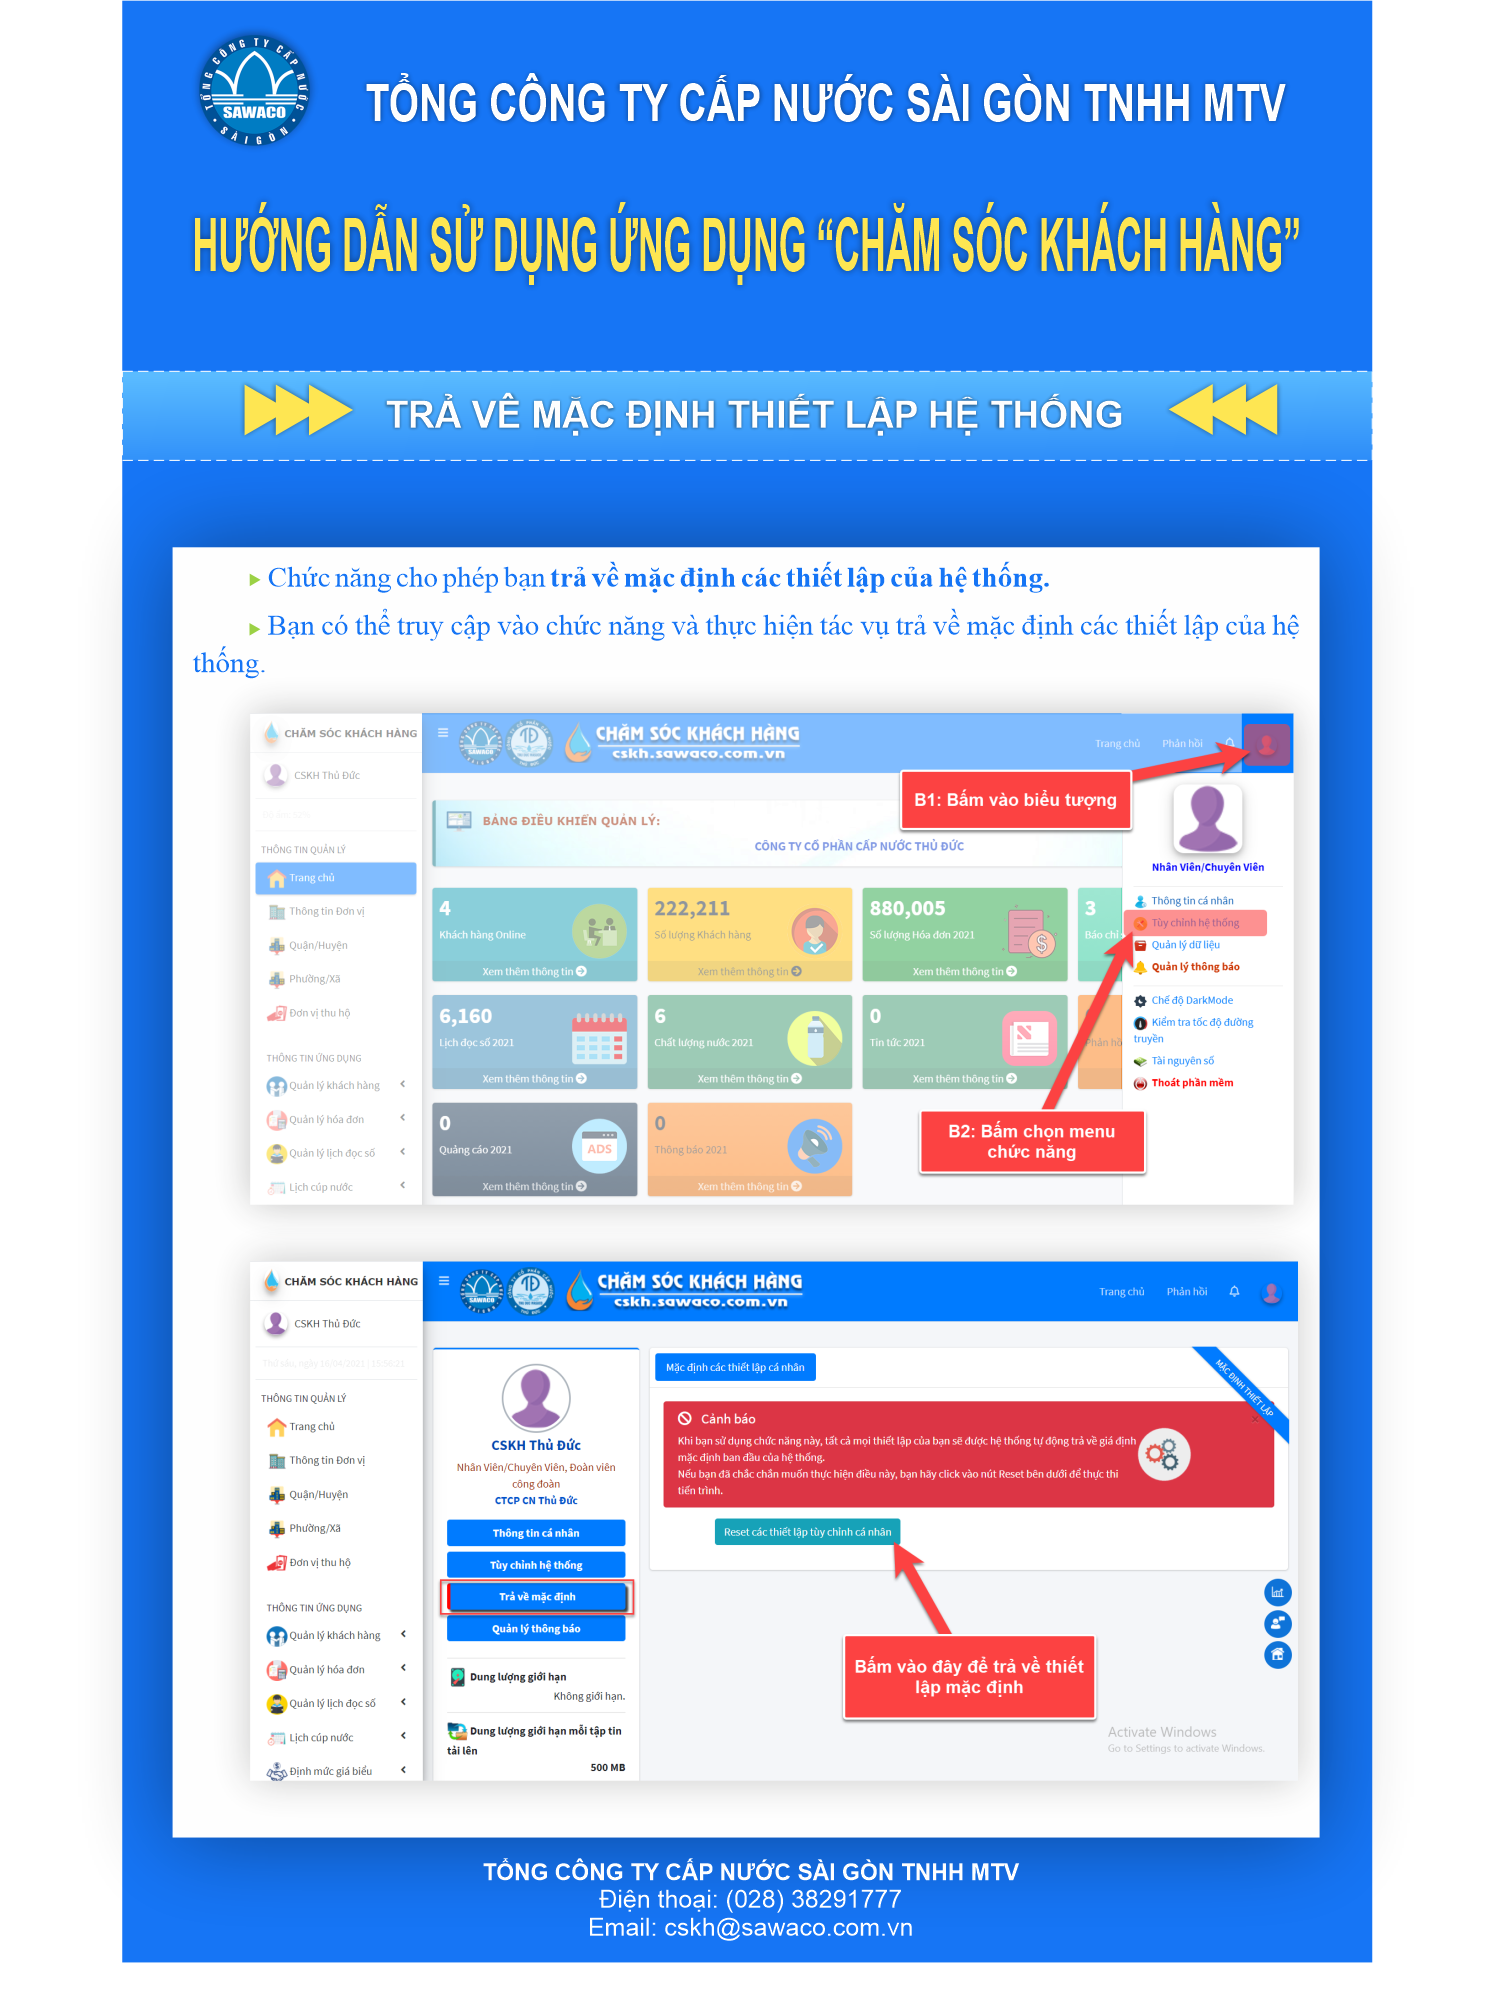 TỔNG CÔNG TY CẤP NƯỚC
SAWACO
SÀI GÒN
TỔNG CÔNG TY CẤP NƯỚC SÀI GÒN TNHH MTV
HƯỚNG DẪN SỬ DỤNG ỨNG DỤNG “CHĂM SÓC KHÁCH HÀNG”
TRẢ VỀ MẶC ĐỊNH THIẾT LẬP HỆ THỐNG
Chức năng cho phép bạn trả về mặc định các thiết lập của hệ thống.
Bạn có thể truy cập vào chức năng và thực hiện tác vụ trả về mặc định các thiết lập của hệ
thống.
CHĂM SÓC KHÁCH HÀNG
CSKH Thủ Đức
THÔNG TIN QUẢN LÝ
Trang chủ
Thông tin Đơn vị
Quận/Huyện
Phường/Xã
Đơn vị thu hộ
THÔNG TIN ỨNG DỤNG
Quản lý khách hàng
Quản lý hóa đơn
Quản lý lịch đọc số
Lịch cúp nước
CHĂM SÓC KHÁCH HÀNG
cskh.sawaco.com.vn
Trang chủ Phản hồi
B1: Bấm vào biểu tượng
BẢNG ĐIỀU KHIỂN QUẢN LÝ:
CÔNG TY CỔ PHẦN CẤP NƯỚC THỦ ĐỨC
4
Khách hàng Online
Xem thêm thông tin
222,211
Số lượng Khách hàng
Xem thêm thông tin
880,005
Số lượng Hóa đơn 2021
Xem thêm thông tin
3
Báo chí
6,160
Lịch đọc số 2021
Xem thêm thông tin
6
Chất lượng nước 2021
Xem thêm thông tin
0
Tin tức 2021
Xem thêm thông tin
Phản hồ
0
Quảng cáo 2021
ADS
Xem thêm thông tin
0
Thông báo 2021
Xem thêm thông tin
Nhân Viên/Chuyên Viên
Thông tin cá nhân
Tùy chỉnh hệ thống
Quản lý dữ liệu
Quản lý thông báo
Chế độ DarkMode
Kiểm tra tốc độ đường
truyền
Tài nguyên số
Thoát phần mềm
B2: Bấm chọn menu
chức năng
CHĂM SÓC KHÁCH HÀNG
CSKH Thủ Đức
THÔNG TIN QUẢN LÝ
Trang chủ
Thông tin Đơn vị
Quận/Huyện
Phường/Xã
Đơn vị thu hộ
THÔNG TIN ỨNG DỤNG
Quản lý khách hàng
Quản lý hóa đơn
Quản lý lịch đọc số
Lịch cúp nước
Định mức giá biểu
CHĂM SÓC KHÁCH HÀNG
cskh.sawaco.com.vn
Trang chủ Phản hồi
CSKH Thủ Đức
Nhân Viên/Chuyên Viên, Đoàn viên
công đoàn
CTCP CN Thủ Đức
Thông tin cá nhân
Tùy chỉnh hệ thống
Trả về mặc định
Quản lý thông báo
Dung lượng giới hạn
Không giới hạn.
Dung lượng giới hạn mỗi tập tin
tải lên
500 MB
Mặc định các thiết lập cá nhân
MẶC ĐỊNH THIẾT LẬP
Cảnh báo
Khi bạn sử dụng chức năng này, tất cả mọi thiết lập của bạn sẽ được hệ thống tự động trả về giá định
mặc định ban đầu của hệ thống.
Nếu bạn đã chắc chắn muốn thực hiện điều này, bạn hãy click vào nút Reset bên dưới để thực thi
tiến trình.
Reset các thiết lập tùy chỉnh cá nhân
Bấm vào đây để trả về thiết
lập mặc định
Activate Windows
Go to Settings to activate Windows.
TỔNG CÔNG TY CẤP NƯỚC SÀI GÒN TNHH MTV
Điện thoại: (028) 38291777
Email: cskh@sawaco.com.vn